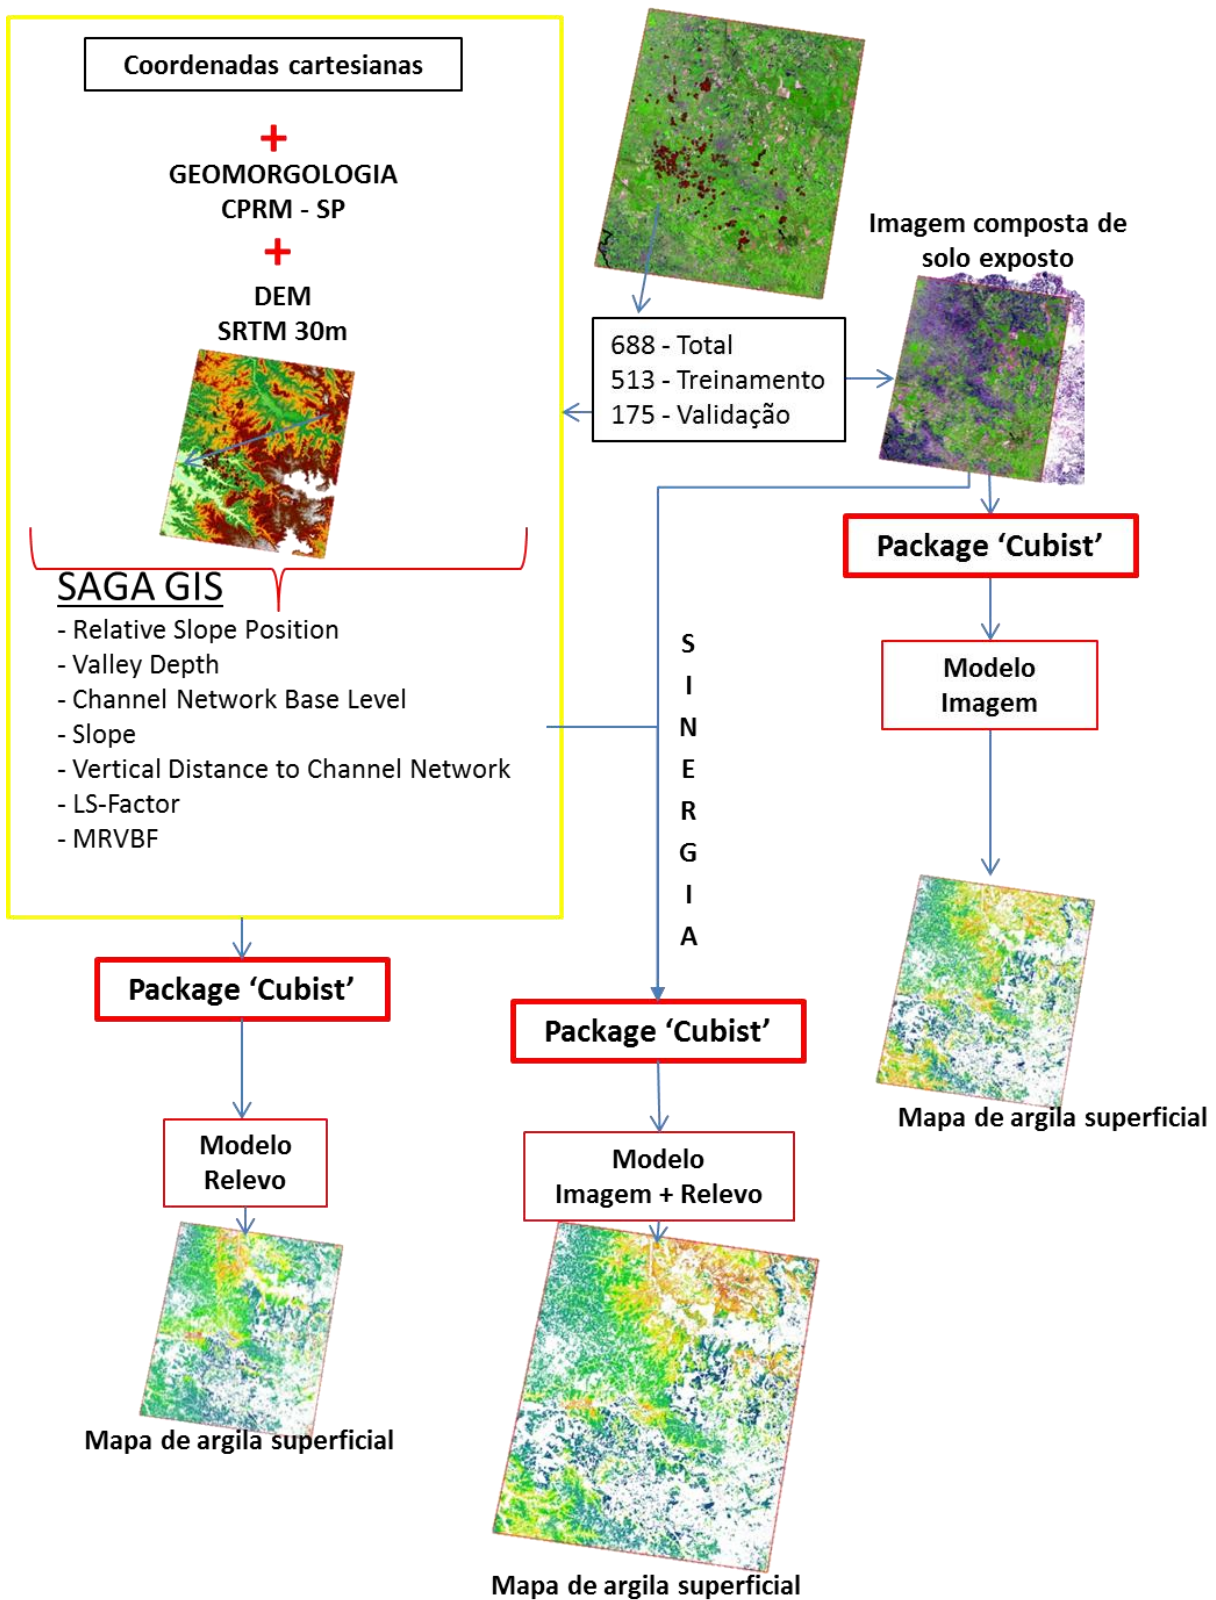 Coordenadas cartesianas
+
GEOMORGOLOGIA
CPRM - SP
+
DEM
SRTM 30m
SAGA GIS
- Relative Slope Position
- Valley Depth
- Channel Network Base Level
- Slope
- Vertical Distance to Channel Network
- LS-Factor
- MRVBF
688 - Total
513 - Treinamento
175 - Validação
Imagem composta de
solo exposto
Package ‘Cubist’
Modelo
Imagem
Mapa de argila superficial
SINERGIA
Package ‘Cubist’
Modelo
Relevo
Mapa de argila superficial
Package ‘Cubist’
Modelo
Imagem + Relevo
Mapa de argila superficial